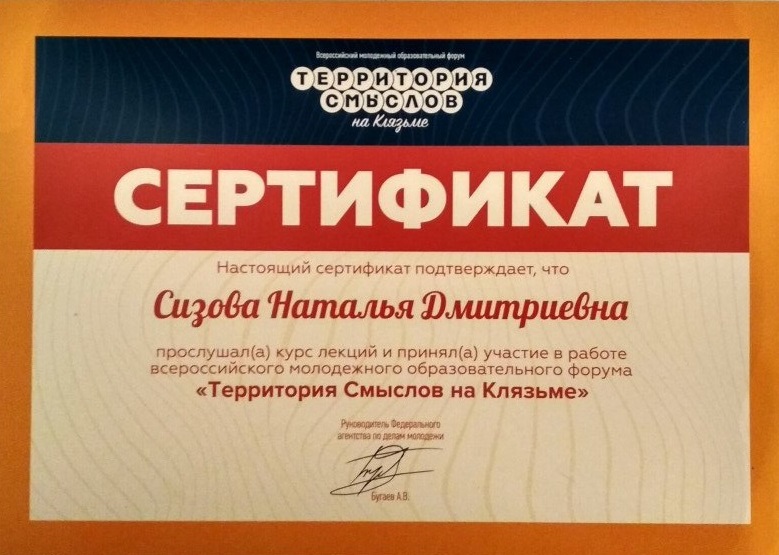 Всероссийский молодежный образовательный форум
ТЕРРИТОРИЯ
СМЫСЛОВ
на Клязьме
СЕРТИФИКАТ
Настоящий сертификат подтверждает, что
Сизова Наталья Дмитриевна
прослушал(а) курс лекций и принял(а) участие в работе
всероссийского молодежного образовательного форума
«Территория Смыслов на Клязьме»
Руководитель Федерального
агентства по делам молодежи
Бугаев А.В.